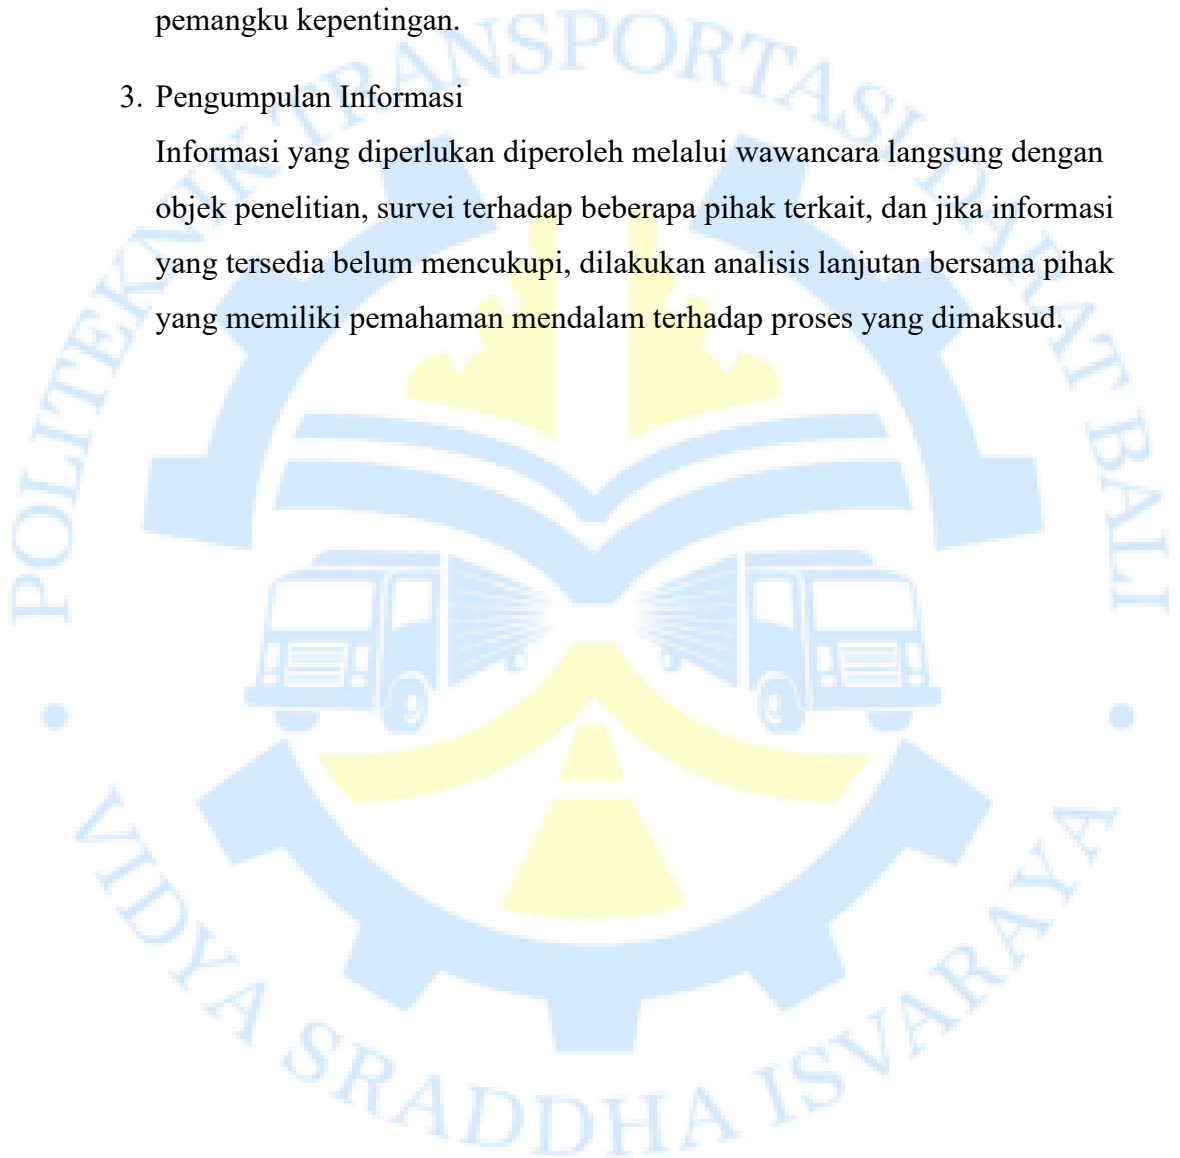 pemangku kepentingan.
3. Pengumpulan Informasi
Informasi yang diperlukan diperoleh melalui wawancara langsung dengan
objek penelitian, survei terhadap beberapa pihak terkait, dan jika informasi
yang tersedia belum mencukupi, dilakukan analisis lanjutan bersama pihak
yang memiliki pemahaman mendalam terhadap proses yang dimaksud.
POLITEKNIK TRANSPORTASI DARAT BALI
• VIDYA SRADDHA ISVARAYA •